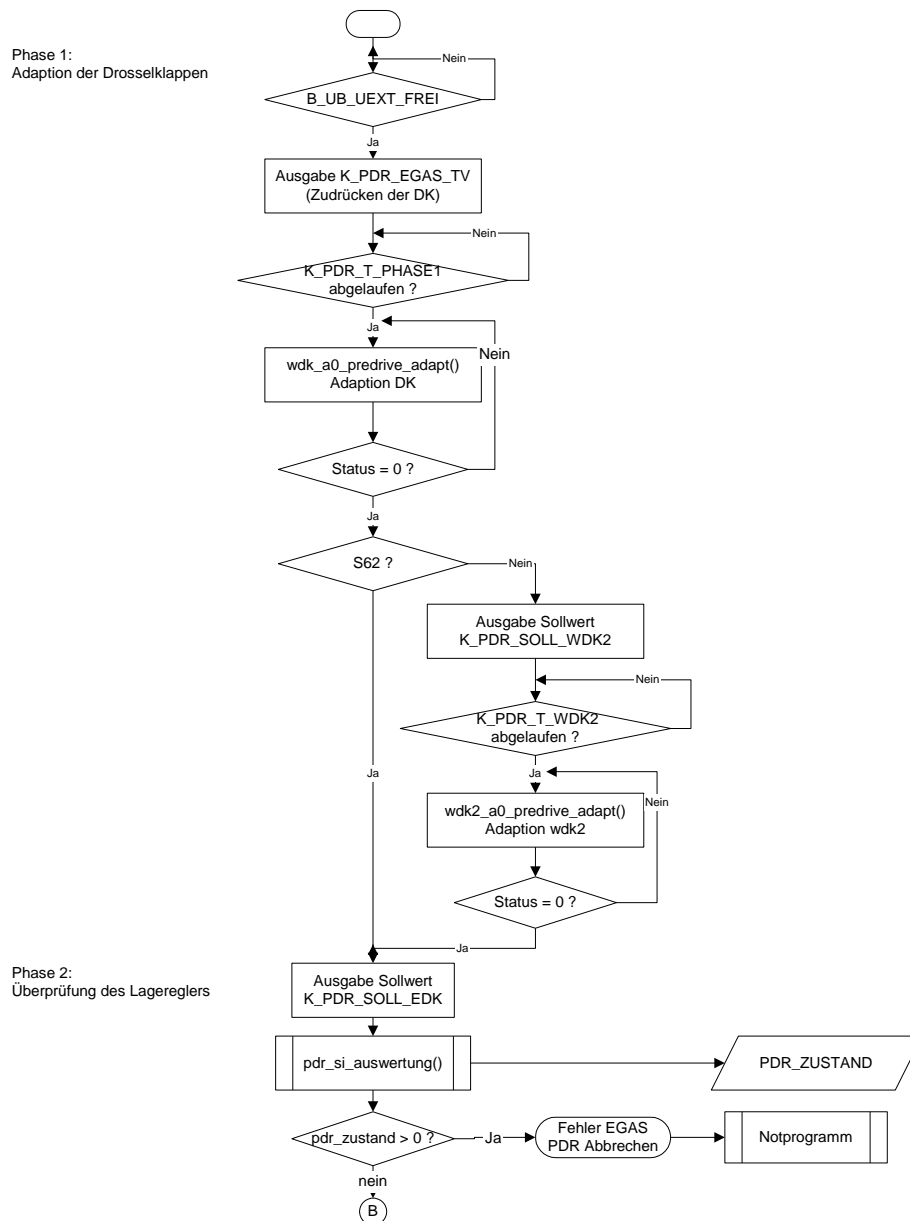 Phase 1:
Adaption der Drosselklappen
Nein
B_UB_UEXT_FREI
Ja
Ausgabe K_PDR_EGAS_TV
(Zudrücken der DK)
Nein
K_PDR_T_PHASE1
abgelaufen ?
Ja
Nein
wdk_a0_predrive_adapt()
Adaption DK
Status = 0 ?
Ja
S62 ?
Nein
Ausgabe Sollwert
K_PDR_SOLL_WDK2
Nein
K_PDR_T_WDK2
abgelaufen ?
Ja
Ja
Nein
wdk2_a0_predrive_adapt()
Adaption wdk2
Status = 0 ?
Ja
Phase 2:
Überprüfung des Lagereglers
Ausgabe Sollwert
K_PDR_SOLL_EDK
pdr_si_auswertung()
PDR_ZUSTAND
pdr_zustand > 0 ?
Ja
Fehler EGAS
PDR Abbrechen
Notprogramm
nein
B